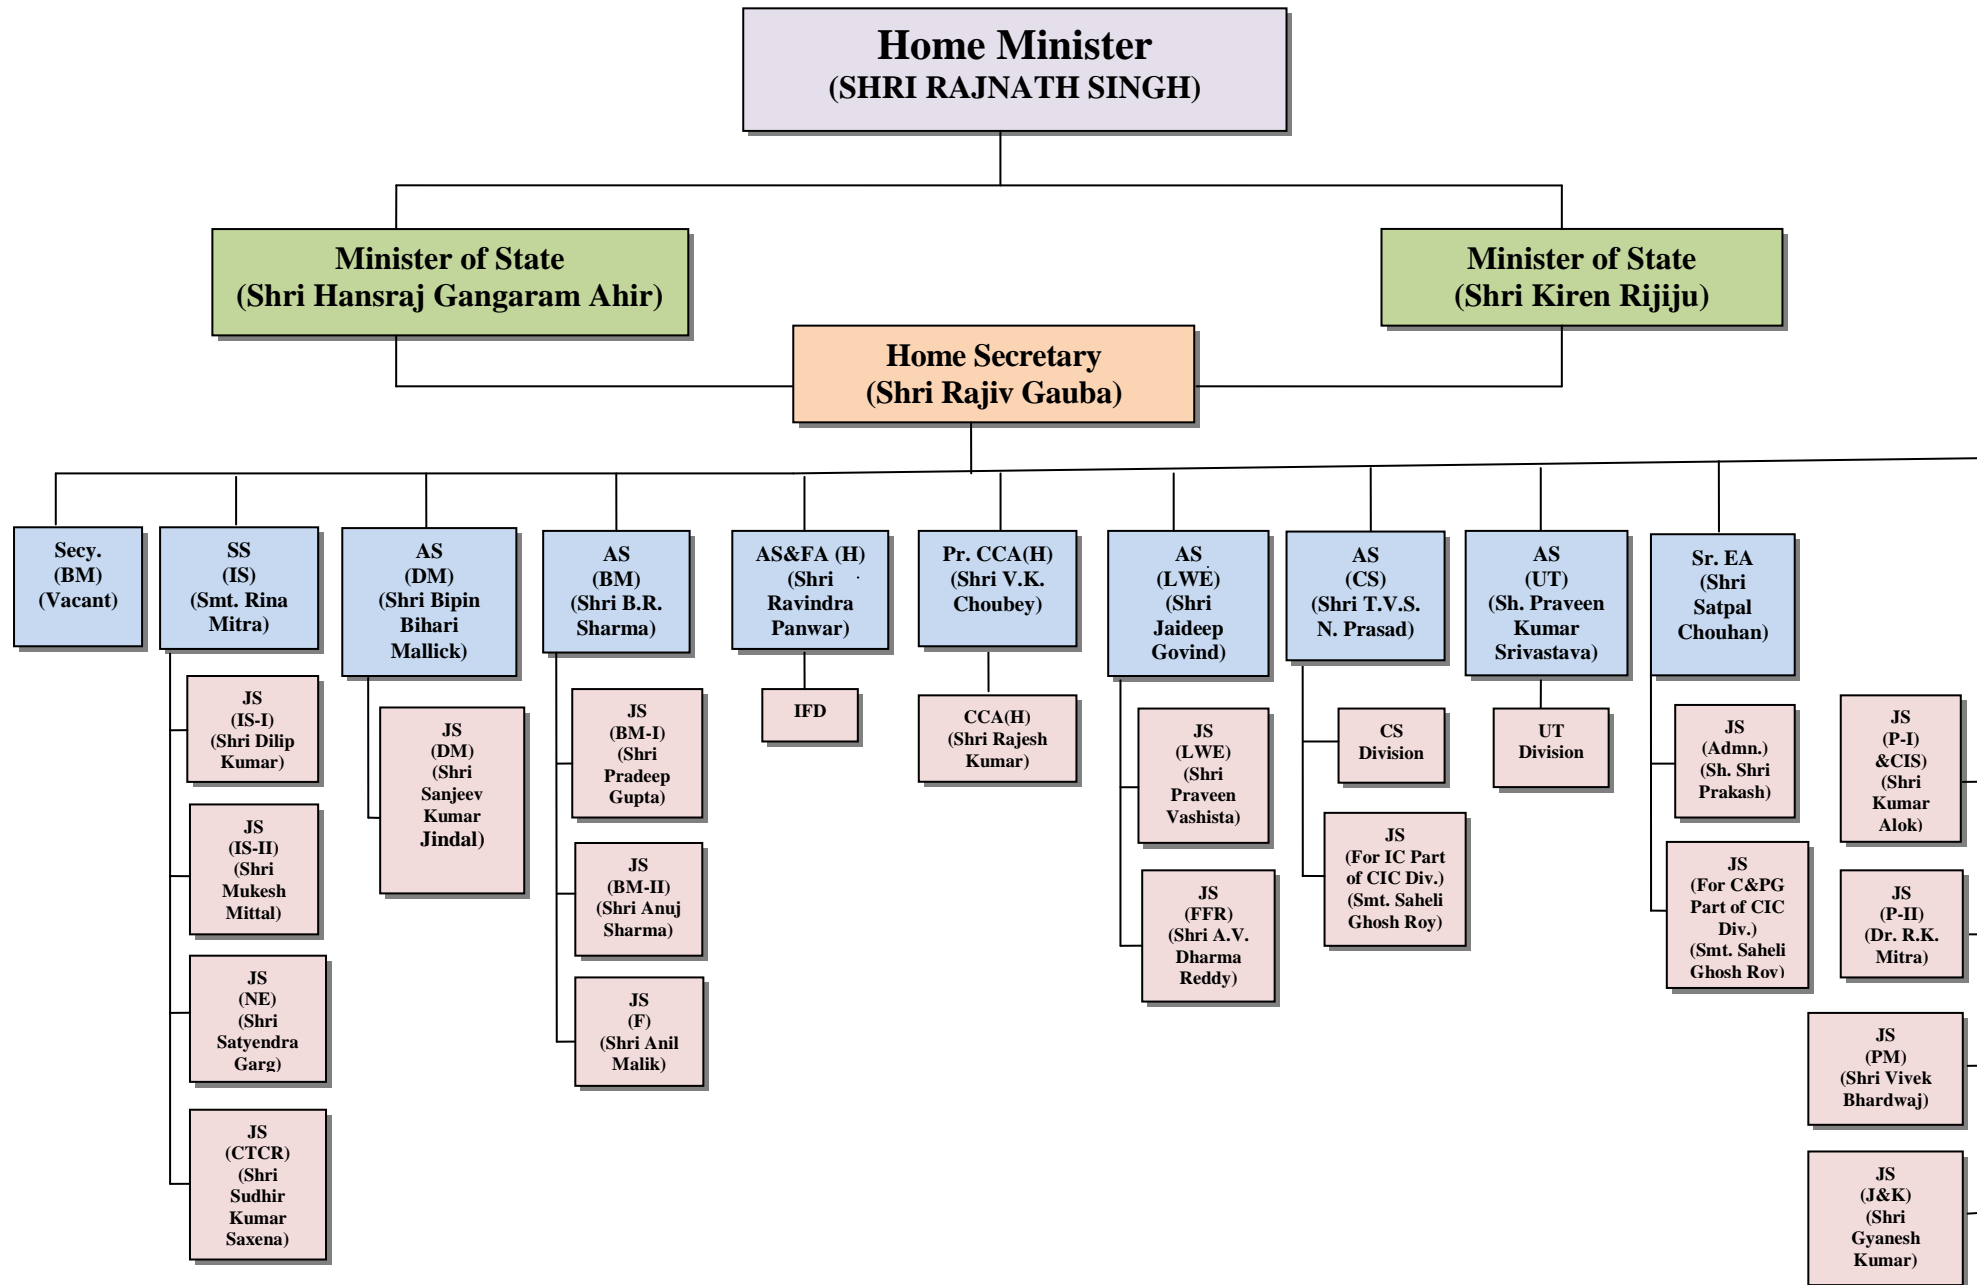 Home Minister
(SHRI RAJNATH SINGH)
Minister of State
(Shri Hansraj Gangaram Ahir)
Minister of State
(Shri Kiren Rijiju)
Home Secretary
(Shri Rajiv Gauba)
Secy.
(BM)
(Vacant)
SS
(IS)
(Smt. Rina
Mitra)
AS
(DM)
(Shri Bipin
Bihari
Mallick)
AS
(BM)
(Shri B.R.
Sharma)
AS&FA (H)
(Shri
Ravindra
Panwar)
Pr. CCA(H)
(Shri V.K.
Choubey)
AS
(LWE)
(Shri
Jaideep
Govind)
AS
(CS)
(Shri T.V.S.
N. Prasad)
AS
(UT)
(Sh. Praveen
Kumar
Srivastava)
Sr. EA
(Shri
Satpal
Chouhan)
JS
(IS-I)
(Shri Dilip
Kumar)
JS
(IS-II)
(Shri
Mukesh
Mittal)
JS
(NE)
(Shri
Satyendra
Garg)
JS
(CTCR)
(Shri
Sudhir
Kumar
Saxena)
JS
(DM)
(Shri
Sanjeev
Kumar
Jindal)
JS
(BM-I)
(Shri
Pradeep
Gupta)
JS
(BM-II)
(Shri Anuj
Sharma)
JS
(F)
(Shri Anil
Malik)
IFD
CCA(H)
(Shri Rajesh
Kumar)
JS
(LWE)
(Shri
Praveen
Vashista)
JS
(FFR)
(Shri A.V.
Dharma
Reddy)
CS
Division
JS
(For IC Part
of CIC Div.)
(Smt. Saheli
Ghosh Roy)
UT
Division
JS
(Admn.)
(Sh. Shri
Prakash)
JS
(For C&PG
Part of CIC
Div.)
(Smt. Saheli
Ghosh Roy)
JS
(P-I)
&CIS)
(Shri
Kumar
Alok)
JS
(P-II)
(Dr. R.K.
Mitra)
JS
(PM)
(Shri Vivek
Bhardwaj)
JS
(J&K)
(Shri
Gyanesh
Kumar)